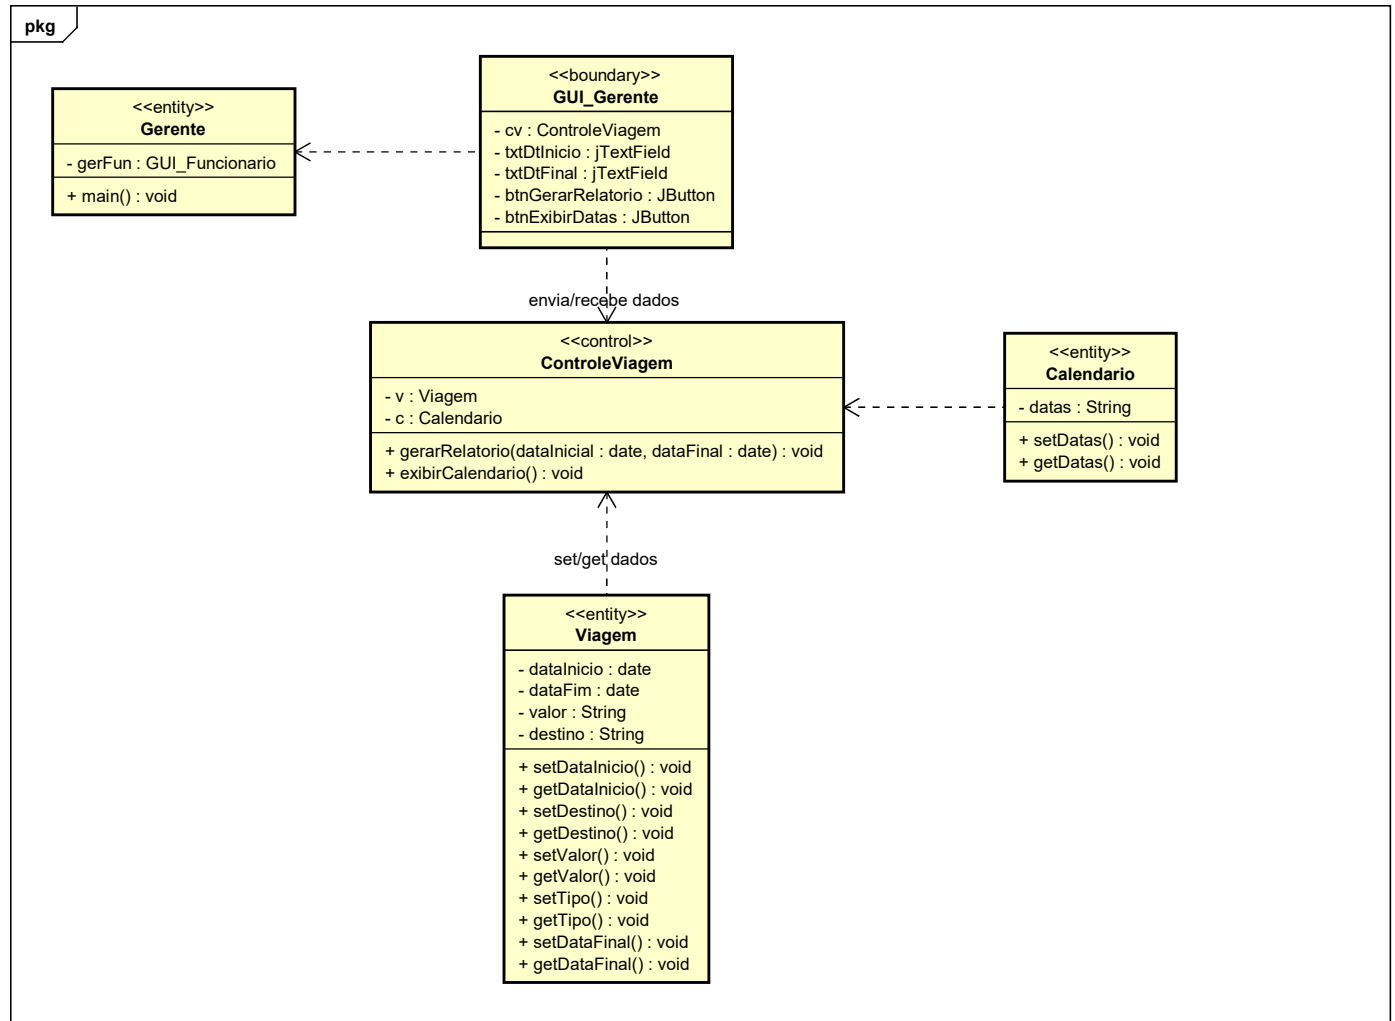 pkg
<<entity>>
Gerente
- gerFun : GUI_Funcionario
+ main() : void
<<boundary>>
GUI_Gerente
- cv : ControleViagem
- txtDtInicio : jTextField
- txtDtFinal : jTextField
- btnGerarRelatorio : JButton
- btnExibirDatas : JButton
envia/recebe dados
<<control>>
ControleViagem
- v : Viagem
- c : Calendario
+ gerarRelatorio(dataInicial : date, dataFinal : date) : void
+ exibirCalendario() : void
<<entity>>
Calendario
- datas : String
+ setDatas() : void
+ getDatas() : void
set/get dados
<<entity>>
Viagem
- dataInicio : date
- dataFim : date
- valor : String
- destino : String
+ setDataInicio() : void
+ getDataInicio() : void
+ setDestino() : void
+ getDestino() : void
+ setValor() : void
+ getValor() : void
+ setTipo() : void
+ getTipo() : void
+ setDataFinal() : void
+ getDataFinal() : void